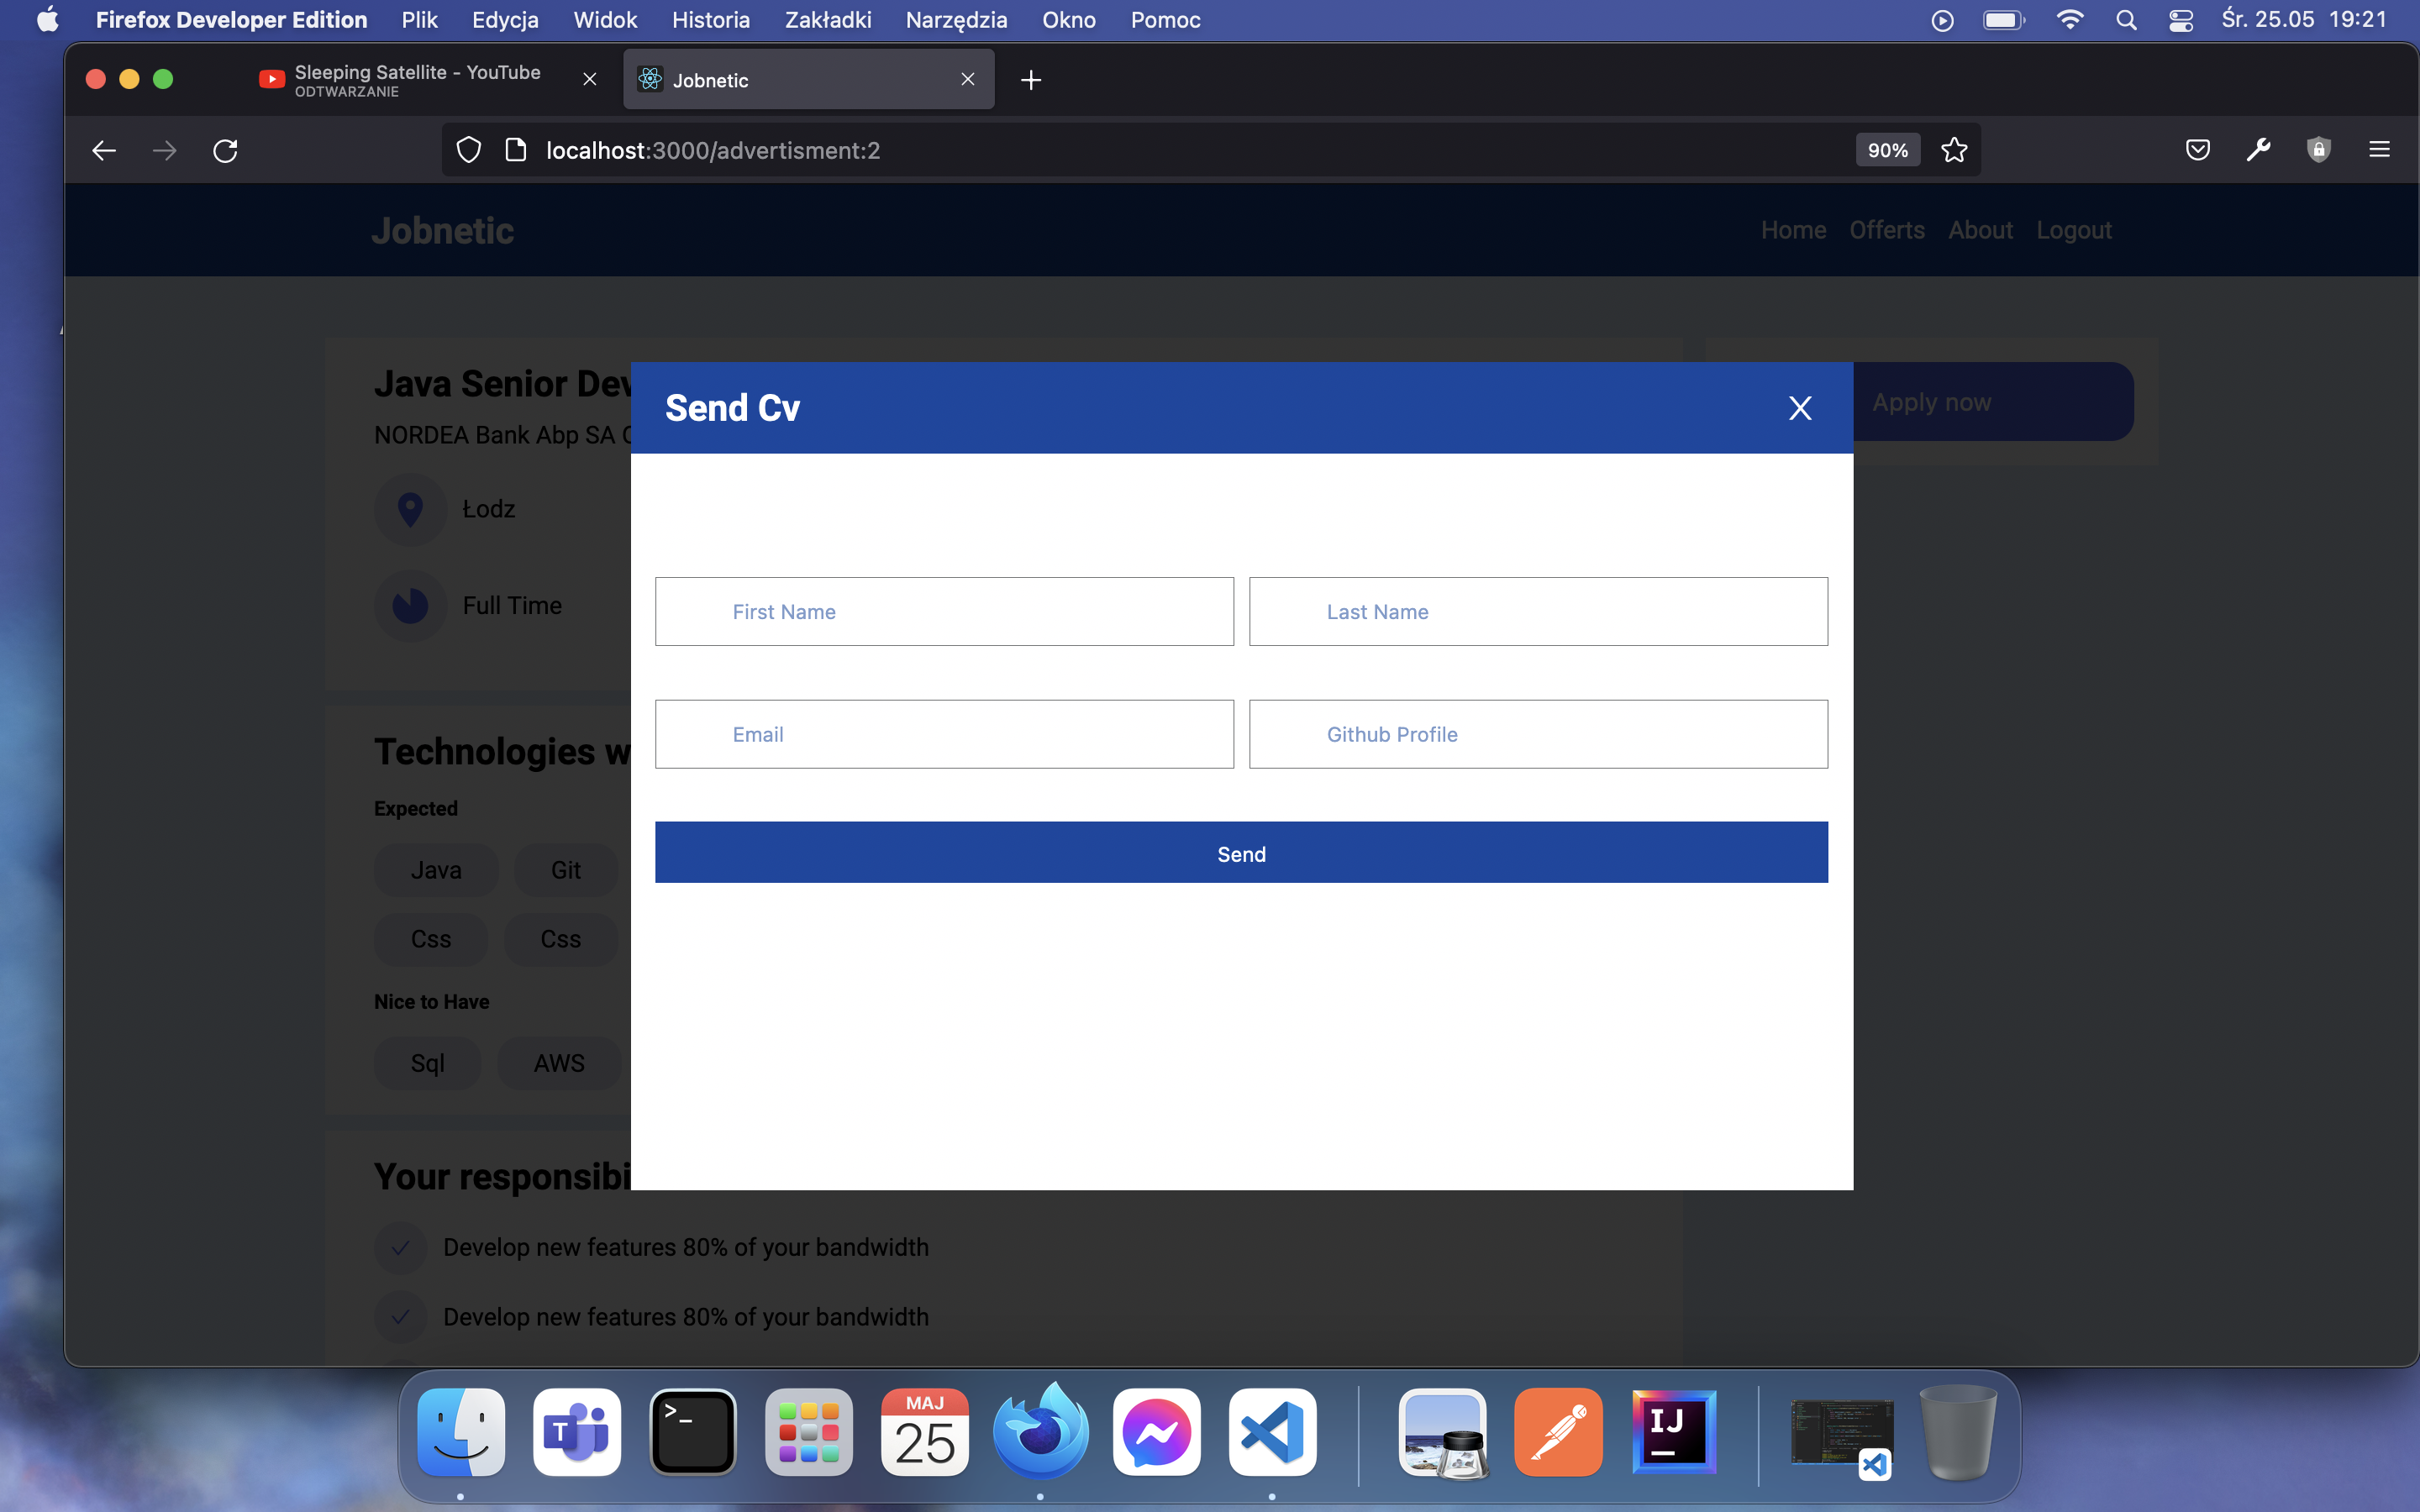 Firefox Developer Edition Plik Edycja Widok Historia Zakładki Narzędzia Okno Pomoc Śr. 25.05 19:21
Sleeping Satellite - YouTube
ODTWARZANIE
Jobnetic
localhost:3000/advertisment:2 90%
Jobnetic Home Offerts About Logout
Java Senior Dev
NORDEA Bank Abp SA
Łodz
Full Time
Apply now
Send Cv X
First Name Last Name
Email Github Profile
Send
Technologies w
Expected
Java Git
Css Css
Nice to Have
Sql AWS
Your responsibi
Develop new features 80% of your bandwidth
Develop new features 80% of your bandwidth
T
>_
MAJ
25
IJ